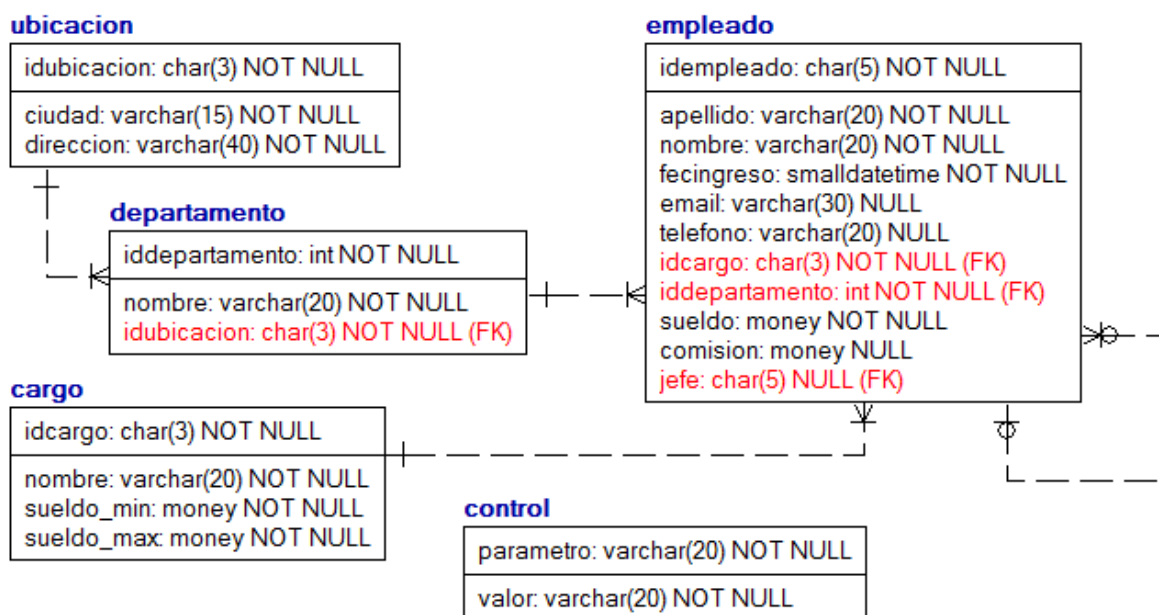 ubicacion
idubicacion: char(3) NOT NULL
ciudad: varchar(15) NOT NULL
direccion: varchar(40) NOT NULL
departamento
iddepartamento: int NOT NULL
nombre: varchar(20) NOT NULL
idubicacion: char(3) NOT NULL (FK)
empleado
idempleado: char(5) NOT NULL
apellido: varchar(20) NOT NULL
nombre: varchar(20) NOT NULL
fecingreso: smalldatetime NOT NULL
email: varchar(30) NULL
telefono: varchar(20) NULL
idcargo: char(3) NOT NULL (FK)
iddepartamento: int NOT NULL (FK)
sueldo: money NOT NULL
comision: money NULL
jefe: char(5) NULL (FK)
cargo
idcargo: char(3) NOT NULL
nombre: varchar(20) NOT NULL
sueldo_min: money NOT NULL
sueldo_max: money NOT NULL
control
parametro: varchar(20) NOT NULL
valor: varchar(20) NOT NULL